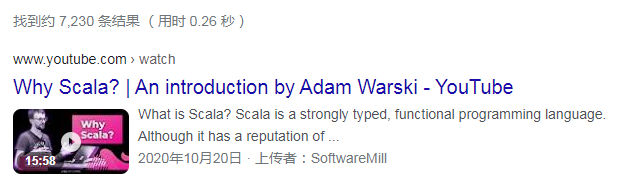 找到约 7,230 条结果 （用时 0.26 秒）
www.youtube.com › watch
Why Scala? | An introduction by Adam Warski - YouTube
Why
Scala?
15:58
What is Scala? Scala is a strongly typed, functional programming language.
Although it has a reputation of ...
2020年10月20日 · 上传者：SoftwareMill